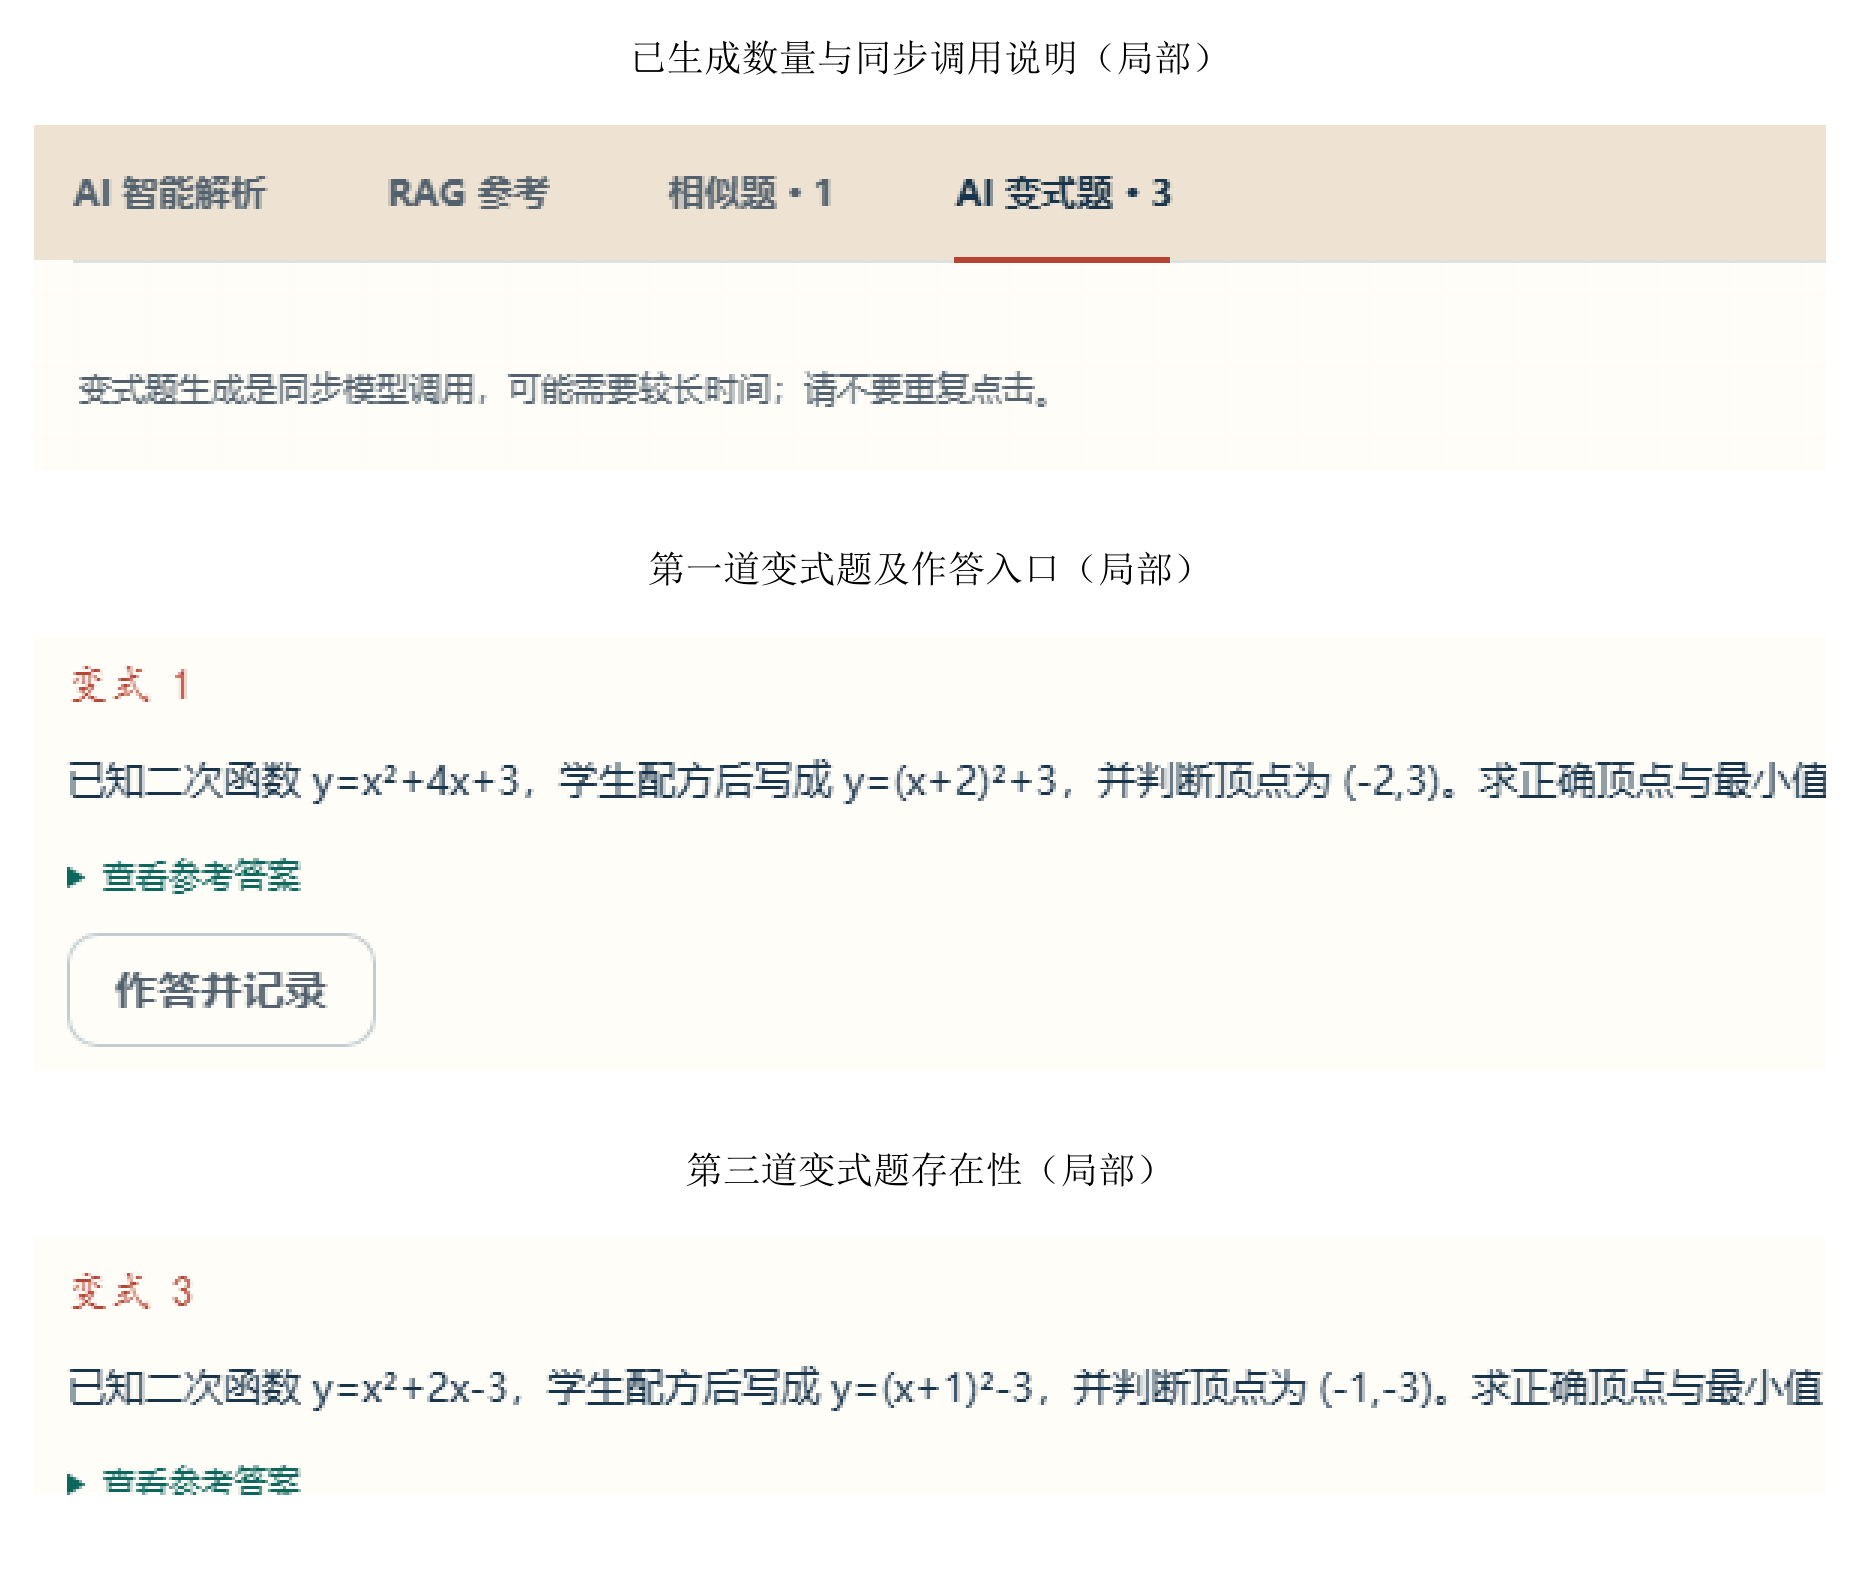 已生成数量与同步调用说明（局部）
AI 智能解析 RAG 参考 相似题·1 AI 变式题·3
变式题生成是同步模型调用，可能需要较长时间；请不要重复点击。
第一道变式题及作答入口（局部）
变式 1
已知二次函数 y=x²+4x+3，学生配方后写成 y=(x+2)²+3，并判断顶点为 (-2,3)。求正确顶点与最小值
▶ 查看参考答案
作答并记录
第三道变式题存在性（局部）
变式 3
已知二次函数 y=x²+2x-3，学生配方后写成 y=(x+1)²-3，并判断顶点为 (-1,-3)。求正确顶点与最小值
▶ 查看参考答案